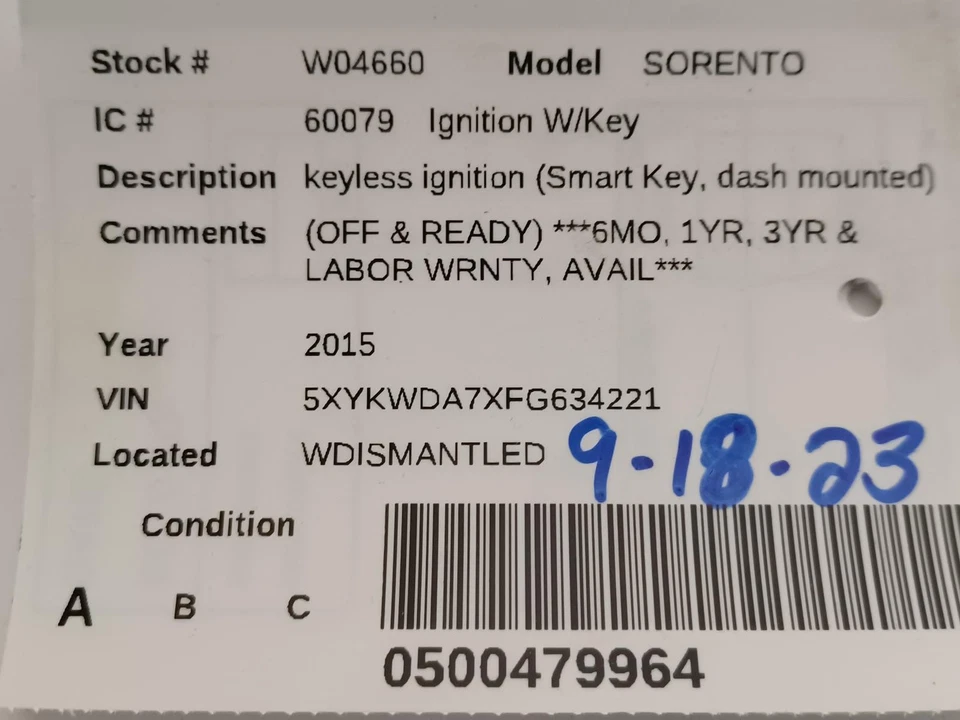 Stock # W04660 Model SORENTO
IC # 60079 Ignition W/Key
Description keyless ignition (Smart Key, dash mounted)
Comments (OFF & READY) ***6MO, 1YR, 3YR &
LABOR WRNTY, AVAIL***
Year 2015
VIN 5XYKWDA7XFG634221
Located WDISMANTLED 9-18-23
Condition
A B C
0500479964